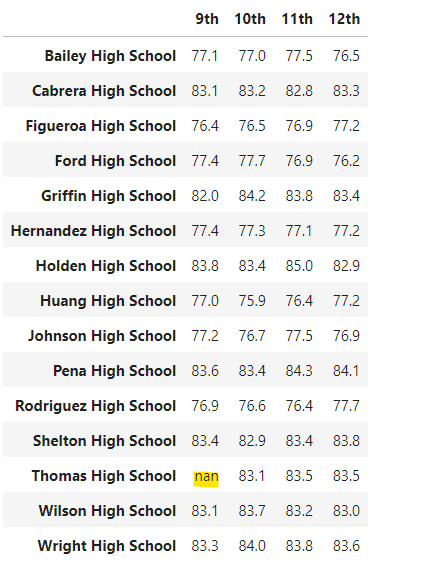 9th 10th 11th 12th
Bailey High School 77.1 77.0 77.5 76.5
Cabrera High School 83.1 83.2 82.8 83.3
Figueroa High School 76.4 76.5 76.9 77.2
Ford High School 77.4 77.7 76.9 76.2
Griffin High School 82.0 84.2 83.8 83.4
Hernandez High School 77.4 77.3 77.1 77.2
Holden High School 83.8 83.4 85.0 82.9
Huang High School 77.0 75.9 76.4 77.2
Johnson High School 77.2 76.7 77.5 76.9
Pena High School 83.6 83.4 84.3 84.1
Rodriguez High School 76.9 76.6 76.4 77.7
Shelton High School 83.4 82.9 83.4 83.8
Thomas High School nan 83.1 83.5 83.5
Wilson High School 83.1 83.7 83.2 83.0
Wright High School 83.3 84.0 83.8 83.6